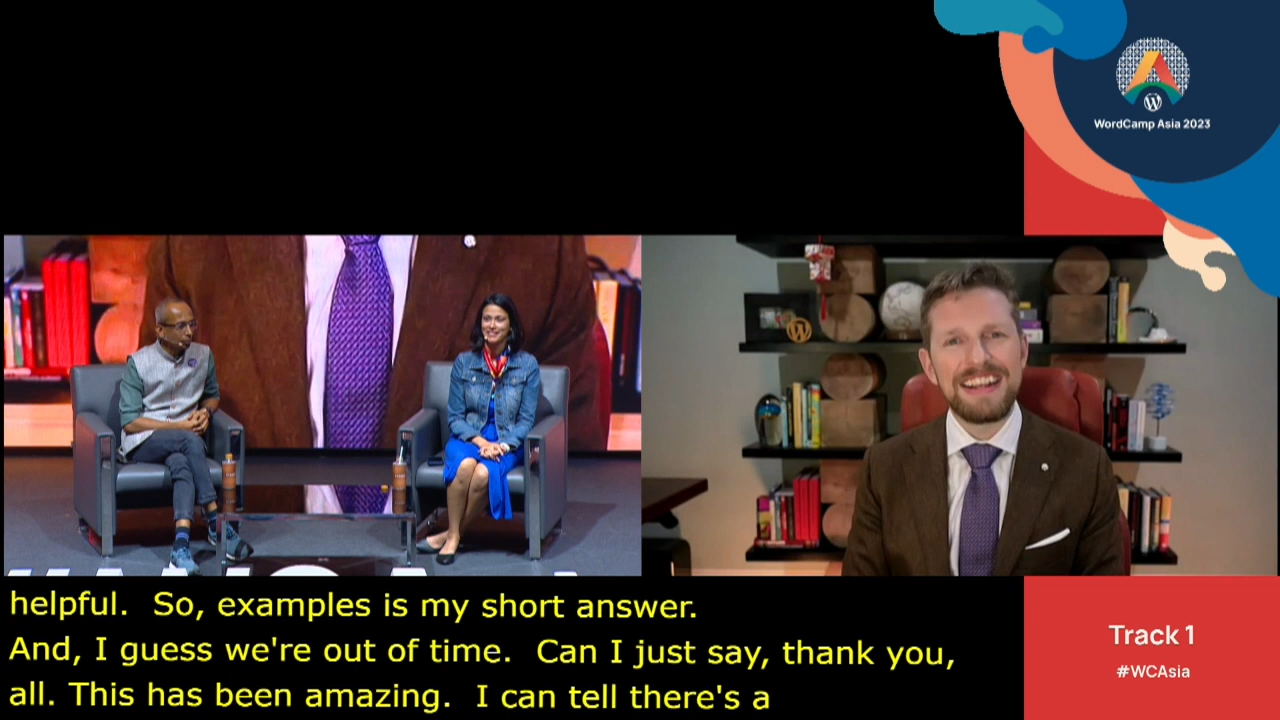 WordCamp Asia 2023
helpful.  So, examples is my short answer.
And, I guess we're out of time.  Can I just say, thank you,
all. This has been amazing.  I can tell there's a
Track 1
#WCAsia